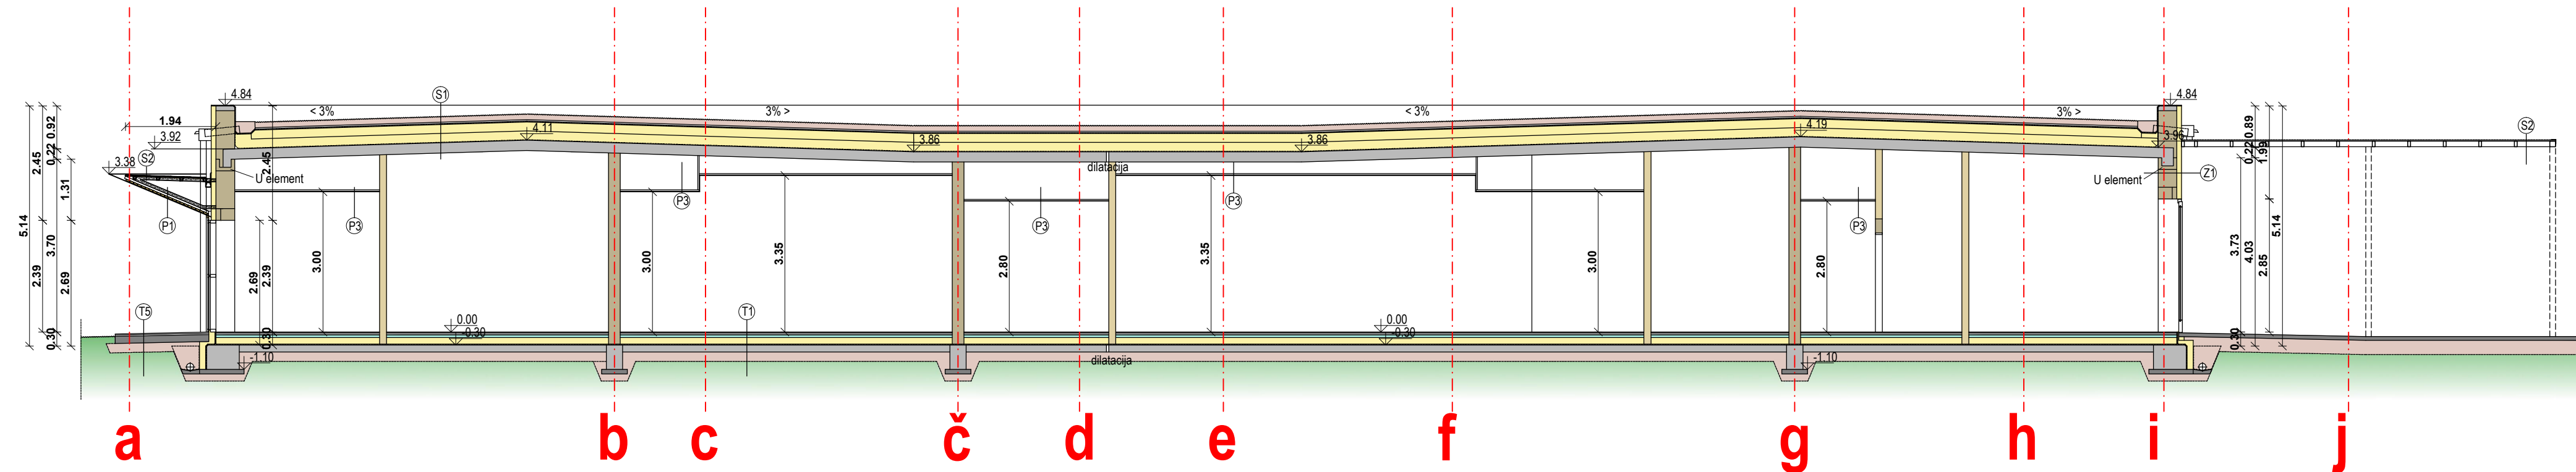 4.84
4.84
< 3%
S1
3% >
< 3%
3% >
1.94
3.92
4.11
3.86
3.86
4.19
3.96
S2
3.38
S2
dilatacija
U element
U element
Z1
P1
P3
P3
P3
P3
P3
5.14
2.45
2.39
0.92
0.22
3.70
0.30
1.31
2.69
2.45
2.69
2.39
0.30
3.00
3.00
3.35
2.80
3.35
3.00
2.80
3.73
0.30
0.89
0.22
4.03
1.99
2.85
5.14
T5
T1
0.00
-0.30
0.00
-0.30
-1.10
dilatacija
-1.10
a b c č d e f g h i j